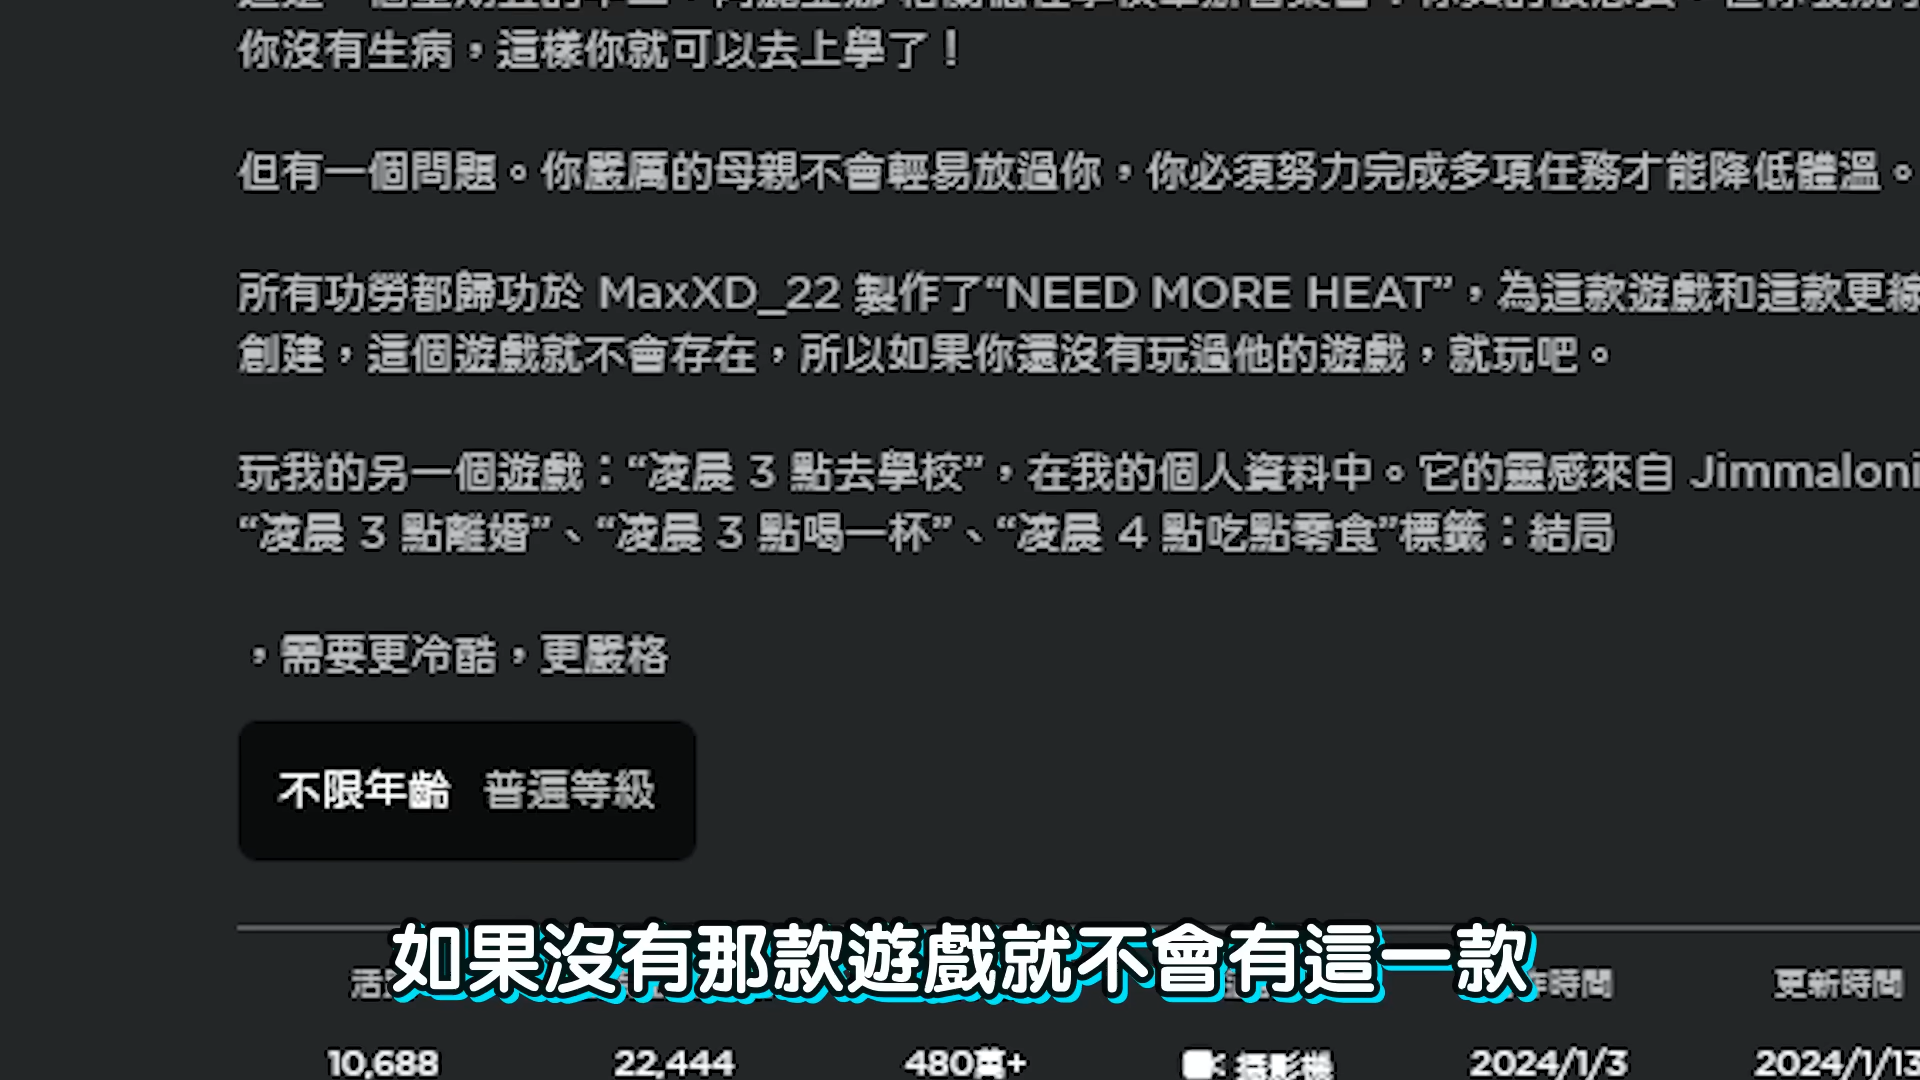 你沒有生病，這樣你就可以去上學了！
但有一個問題。你嚴厲的母親不會輕易放過你，你必須努力完成多項任務才能降低體溫。
所有功勞都歸功於 MaxXD_22 製作了“NEED MORE HEAT”，為這款遊戲和這款更
創建，這個遊戲就不會存在，所以如果你還沒有玩過他的遊戲，就玩吧。
玩我的另一個遊戲：“凌晨 3 點去學校”，在我的個人資料中。它的靈感來自 Jimmaloni
“凌晨 3 點離婚”、“凌晨 3 點喝一杯”、“凌晨 4 點吃點零食”標籤：結局
，需要更冷酷，更嚴格
不限年齡 普遍等級
如果沒有那款遊戲就不會有這一款
活 作時間 更新時間
10,688 22,444 480萬+ 攝影機 2024/1/3 2024/1/13